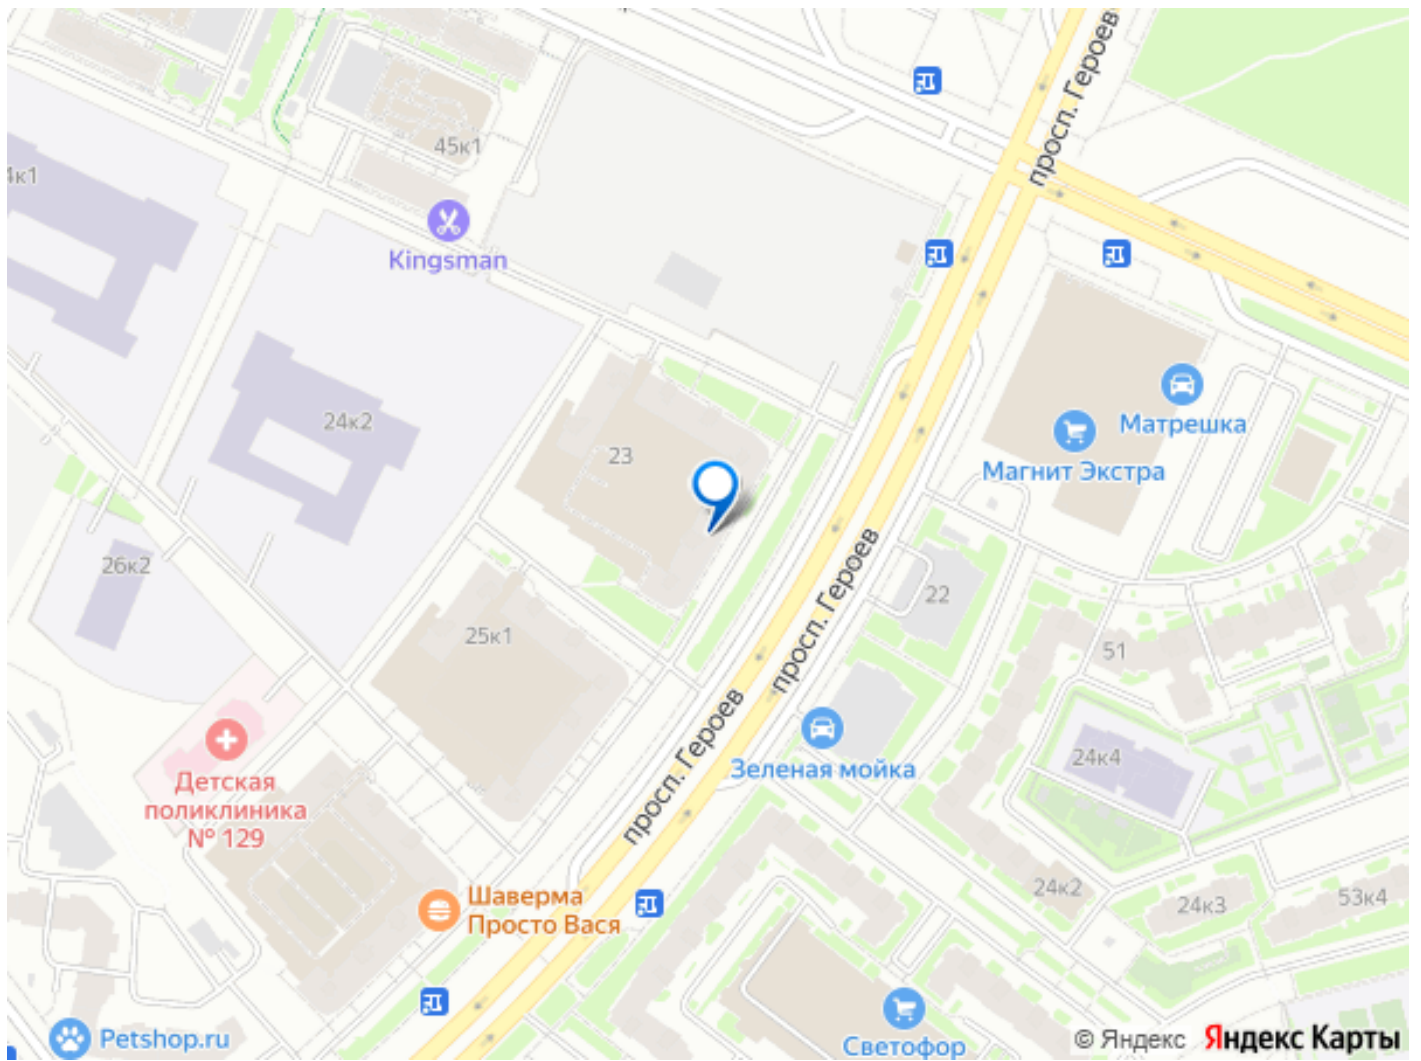 просп. Героев
45к1
4к1
Kingsman
24к2
23
Матрешка
Магнит Экстра
26к2
25к1
22
просп. Героев
51
просп. Героев
Зеленая мойка
24к4
Детская
поликлиника
№ 129
Шаверма
Просто Вася
24к2
24к3
53к4
Petshop.ru
Светофор
© Яндекс Яндекс Карты